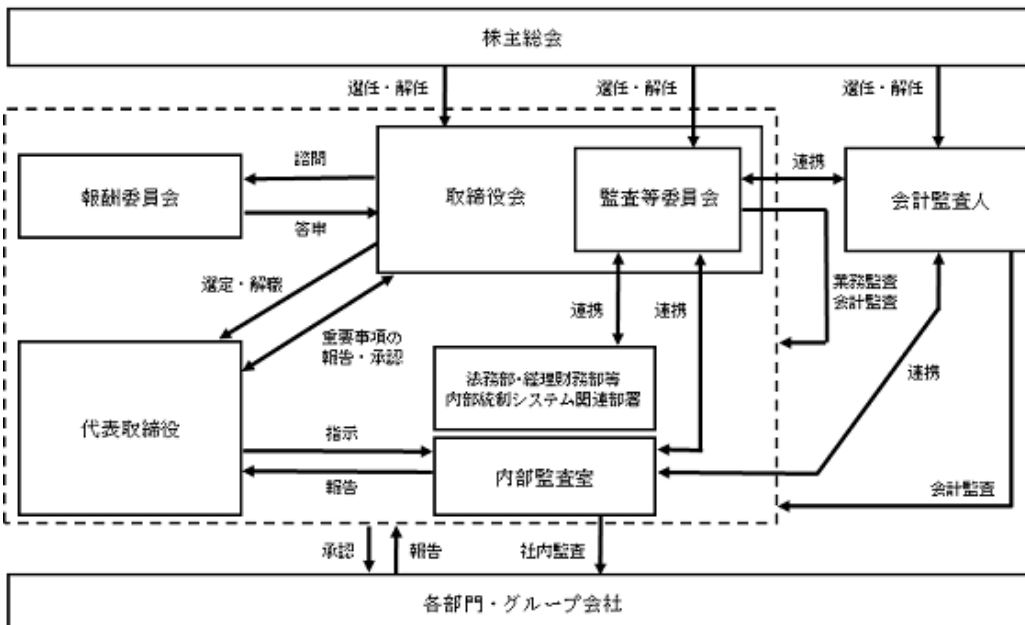 株主総会
選任・解任
選任・解任
選任・解任
報酬委員会
諮問
答申
取締役会
監査等委員会
連携
会計監査人
選定・解職
重要事項の
報告・承認
連携
連携
業務監査
会計監査
連携
法務部・経理財務部等
内部統制システム関連部署
代表取締役
指示
報告
内部監査室
会計監査
承認
報告
社内監査
各部門・グループ会社